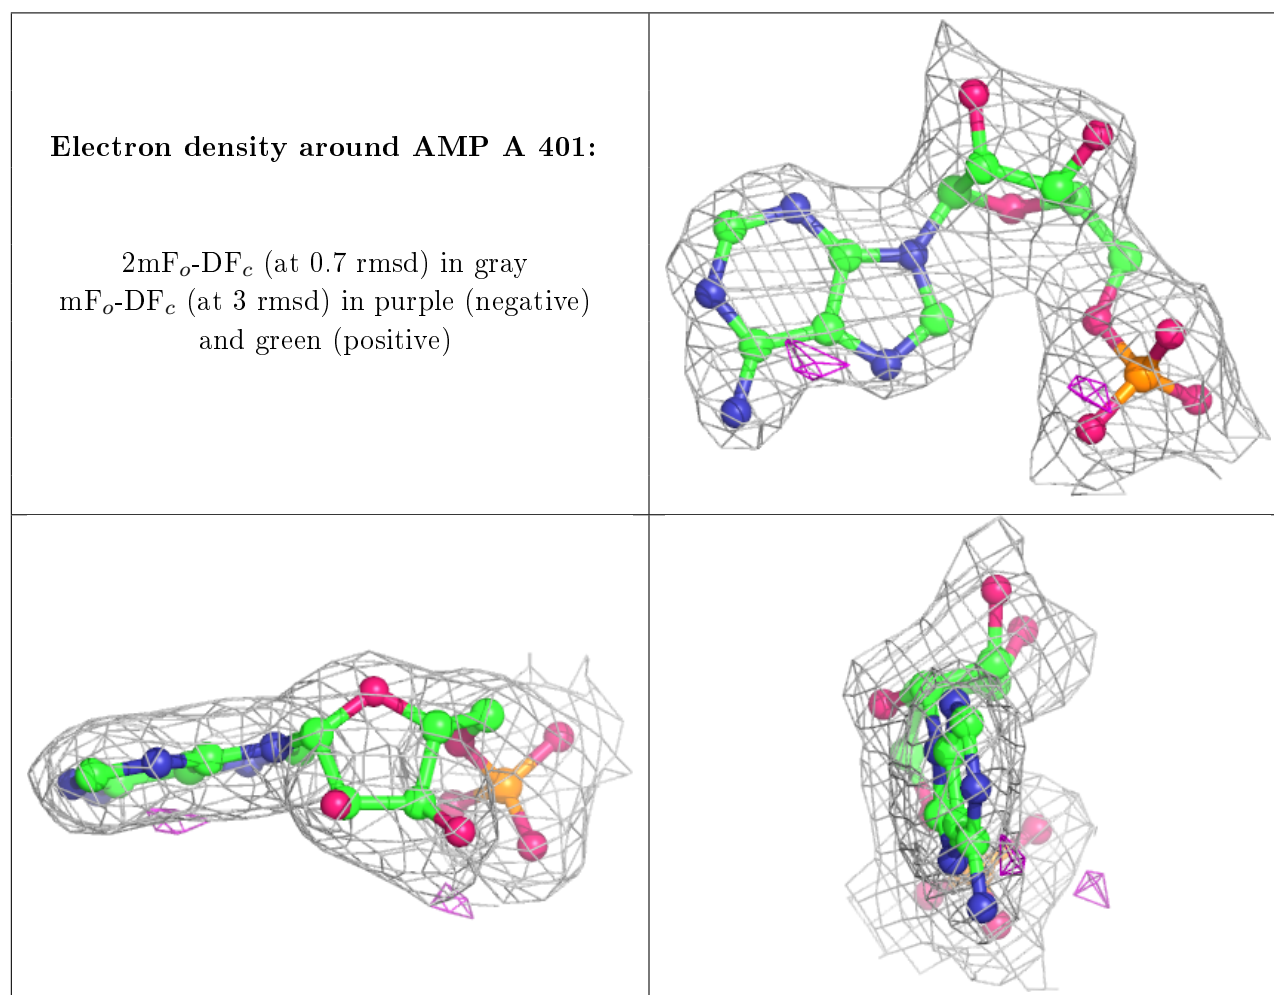 Electron density around AMP A 401:
2mFo-DFc (at 0.7 rmsd) in gray
mFo-DFc (at 3 rmsd) in purple (negative)
and green (positive)